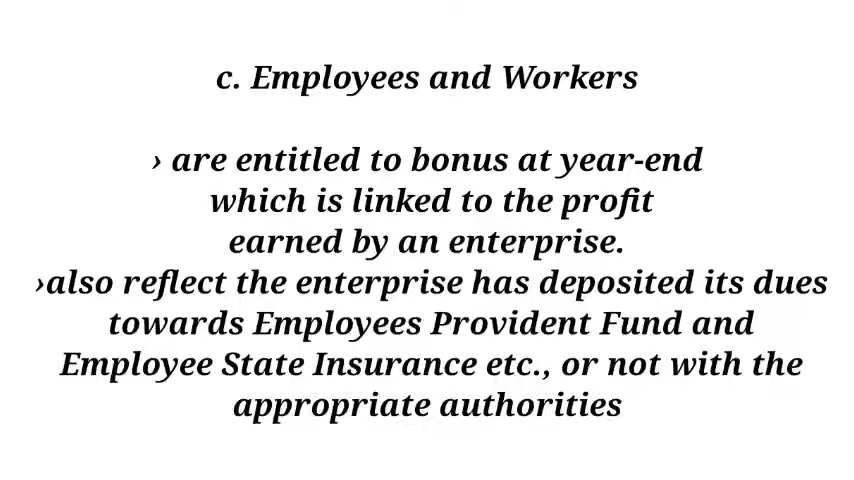 c. Employees and Workers
› are entitled to bonus at year-end
which is linked to the profit
earned by an enterprise.
›also reflect the enterprise has deposited its dues
towards Employees Provident Fund and
Employee State Insurance etc., or not with the
appropriate authorities